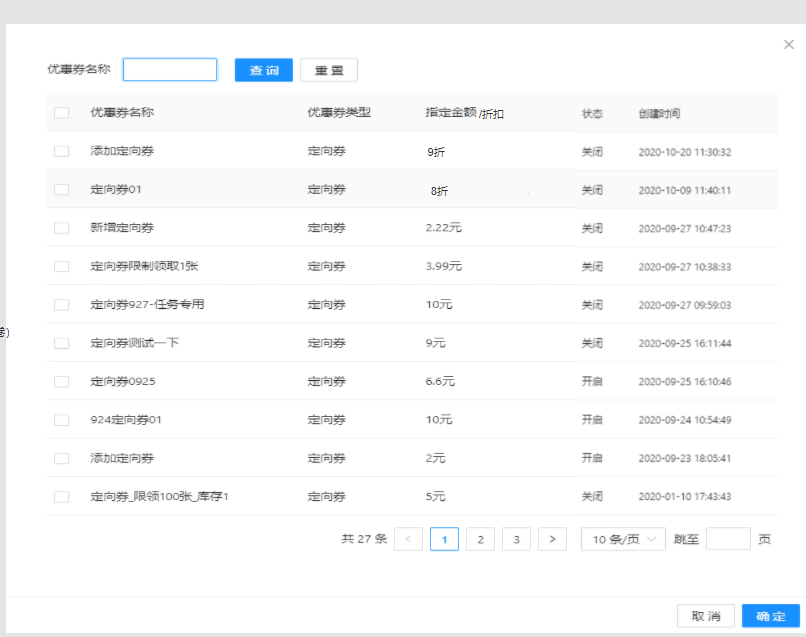 优惠券名称 查 询 重 置
优惠券名称 优惠券类型 指定金额/折扣 状态 创建时间
添加定向券 定向券 9折 关闭 2020-10-20 11:30:32
定向券01 定向券 8折 关闭 2020-10-09 11:40:11
新增定向券 定向券 2.22元 关闭 2020-09-27 10:47:23
定向券限制领取1张 定向券 3.99元 关闭 2020-09-27 10:38:33
定向券927-任务专用 定向券 10元 关闭 2020-09-27 09:59:03
定向券测试一下 定向券 9元 关闭 2020-09-25 16:11:44
定向券0925 定向券 6.6元 开启 2020-09-25 16:10:46
924定向券01 定向券 10元 开启 2020-09-24 10:54:49
添加定向券 定向券 2元 开启 2020-09-23 18:05:41
定向券_限领100张_库存1 定向券 5元 关闭 2020-01-10 17:43:43
共 27 条 < 1 2 3 > 10 条/页 跳至 页
取 消 确 定